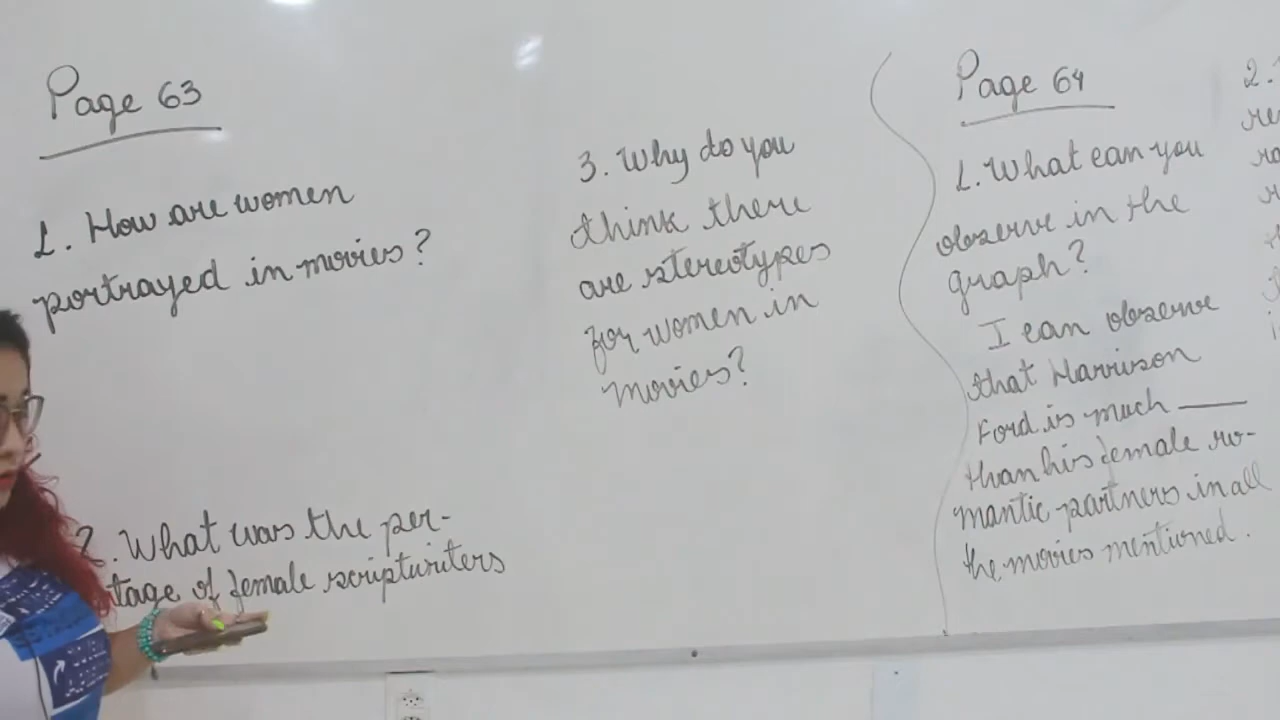 Page 63
1. How are women
portrayed in movies?
2. What was the per-
tage of female scriptwriters
3. Why do you
think there
are stereotypes
for women in
movies?
Page 64
1. What can you
observe in the
graph?
I can observe
that Harrison
Ford is much ____
than his female ro-
mantic partners in all
the movies mentioned.
2.